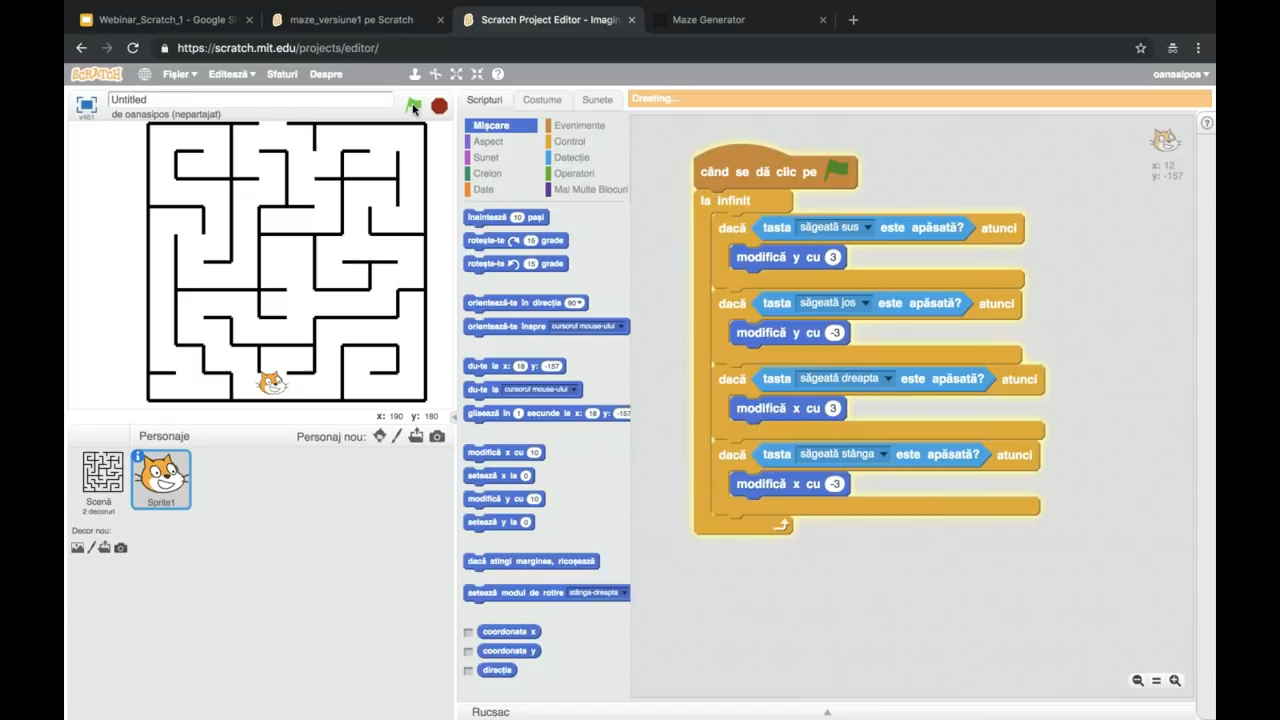 Webinar_Scratch_1 - Google Sl
maze_versiune1 pe Scratch
Scratch Project Editor - Imagin
Maze Generator
https://scratch.mit.edu/projects/editor/
SCRATCH
Fișier
Editează
Sfaturi
Despre
oanasipos
v461
Untitled
de oanasipos (nepartajat)
Scripturi
Costume
Sunete
Creating...
Mișcare
Evenimente
Aspect
Control
Sunet
Detecție
Creion
Operatori
Date
Mai Multe Blocuri
înaintează 10 pași
rotește-te 15 grade
rotește-te 15 grade
orientează-te în direcția 90
orientează-te înspre cursorul mouse-ului
du-te la x: 18 y: -157
du-te la cursorul mouse-ului
glisează în 1 secunde la x: 18 y: -157
modifică x cu 10
setează x la 0
modifică y cu 10
setează y la 0
dacă atingi marginea, ricoșează
setează modul de rotire stânga-dreapta
coordonata x
coordonata y
direcția
când se dă clic pe
la infinit
dacă tasta săgeată sus este apăsată? atunci
modifică y cu 3
dacă tasta săgeată jos este apăsată? atunci
modifică y cu -3
dacă tasta săgeată dreapta este apăsată? atunci
modifică x cu 3
dacă tasta săgeată stânga este apăsată? atunci
modifică x cu -3
x: 12
y: -157
x: 190 y: 180
Personaje
Personaj nou:
Scenă
2 decoruri
Sprite1
Decor nou:
Rucsac